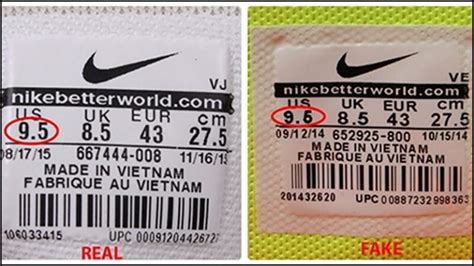 VJ
nikebetterworld.com
US UK EUR cm
9.5 8.5 43 27.5
08/17/15 667444-008 11/16/15
MADE IN VIETNAM
FABRIQUE AU VIETNAM
106033415 UPC 0009120442672
REAL
VE
nikebetterworld.com
US UK EUR cm
9.5 8.5 43 27.5
09/12/14 652925-800 10/15/14
MADE IN VIETNAM
FABRIQUE AU VIETNAM
201432620 UPC 00887232998363
FAKE